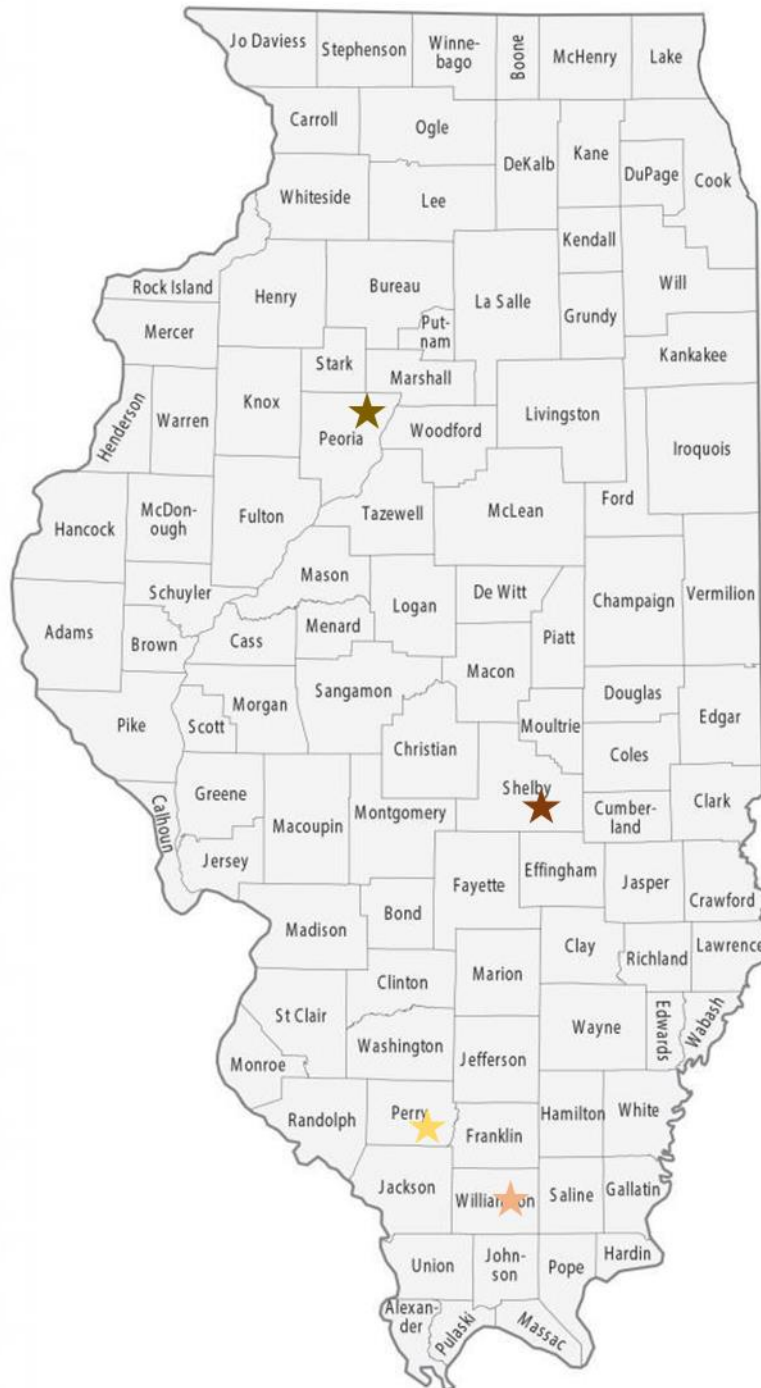 Jo Daviess
Stephenson
Winne-
bago
Boone
McHenry
Lake
Carroll
Ogle
DeKalb
Kane
DuPage
Cook
Whiteside
Lee
Kendall
Rock Island
Henry
Bureau
La Salle
Grundy
Will
Mercer
Put-
nam
Stark
Marshall
Kankakee
Henderson
Warren
Knox
Peoria
Woodford
Livingston
Iroquois
Hancock
McDon-
ough
Fulton
Tazewell
McLean
Ford
Schuyler
Mason
Logan
De Witt
Champaign
Vermilion
Adams
Brown
Cass
Menard
Piatt
Macon
Pike
Scott
Morgan
Sangamon
Christian
Moultrie
Douglas
Edgar
Coles
Calhoun
Greene
Macoupin
Montgomery
Shelby
Cumber-
land
Clark
Jersey
Fayette
Effingham
Jasper
Crawford
Madison
Bond
Clay
Richland
Lawrence
Clinton
Marion
St Clair
Washington
Jefferson
Wayne
Edwards
Wabash
Monroe
Randolph
Perry
Franklin
Hamilton
White
Jackson
Saline
Gallatin
Union
John-
son
Pope
Hardin
Alexan-
der
Pulaski
Massac